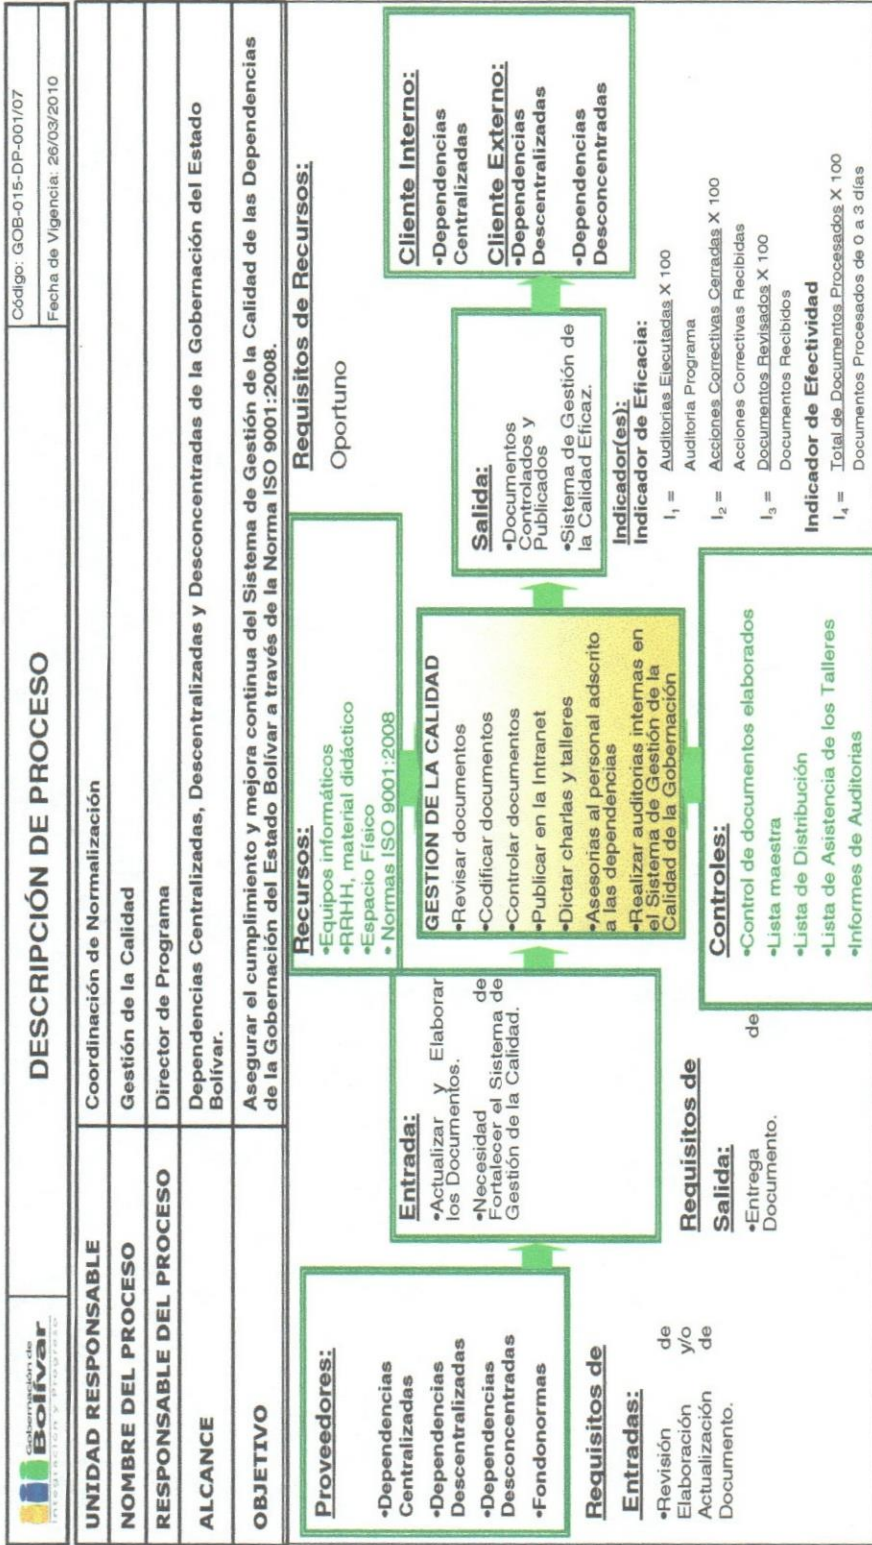 Gobernación de
Bolívar
Integración y Progreso
DESCRIPCIÓN DE PROCESO
Código: GOB-015-DP-001/07
Fecha de Vigencia: 26/03/2010
UNIDAD RESPONSABLE
Coordinación de Normalización
NOMBRE DEL PROCESO
Gestión de la Calidad
RESPONSABLE DEL PROCESO
Director de Programa
ALCANCE
Dependencias Centralizadas, Descentralizadas y Desconcentradas de la Gobernación del Estado
Bolívar.
OBJETIVO
Asegurar el cumplimiento y mejora continua del Sistema de Gestión de la Calidad de las Dependencias
de la Gobernación del Estado Bolívar a través de la Norma ISO 9001:2008.
Proveedores:
•Dependencias
Centralizadas
•Dependencias
Descentralizadas
•Dependencias
Desconcentradas
•Fondonormas
Requisitos de
Entradas:
•Revisión de
Elaboración y/o
Actualización de
Documento.
Entrada:
•Actualizar y Elaborar
los Documentos.
•Necesidad de
Fortalecer el Sistema de
Gestión de la Calidad.
Requisitos de
Salida:
•Entrega de
Documento.
Recursos:
•Equipos informáticos
•RRHH, material didáctico
•Espacio Físico
• Normas ISO 9001:2008
GESTION DE LA CALIDAD
•Revisar documentos
•Codificar documentos
•Controlar documentos
•Publicar en la Intranet
•Dictar charlas y talleres
•Asesorias al personal adscrito
a las dependencias
•Realizar auditorias internas en
el Sistema de Gestión de la
Calidad de la Gobernación
Controles:
•Control de documentos elaborados
•Lista maestra
•Lista de Distribución
•Lista de Asistencia de los Talleres
•Informes de Auditorias
Requisitos de Recursos:
Oportuno
Salida:
•Documentos
Controlados y
Publicados
•Sistema de Gestión de
la Calidad Eficaz.
Indicador(es):
Indicador de Eficacia:
I1 = Auditorias Ejecutadas X 100
Auditoria Programa
I2 = Acciones Correctivas Cerradas X 100
Acciones Correctivas Recibidas
I3 = Documentos Revisados X 100
Documentos Recibidos
Indicador de Efectividad
I4 = Total de Documentos Procesados X 100
Documentos Procesados de 0 a 3 días
Cliente Interno:
•Dependencias
Centralizadas
Cliente Externo:
•Dependencias
Descentralizadas
•Dependencias
Desconcentradas